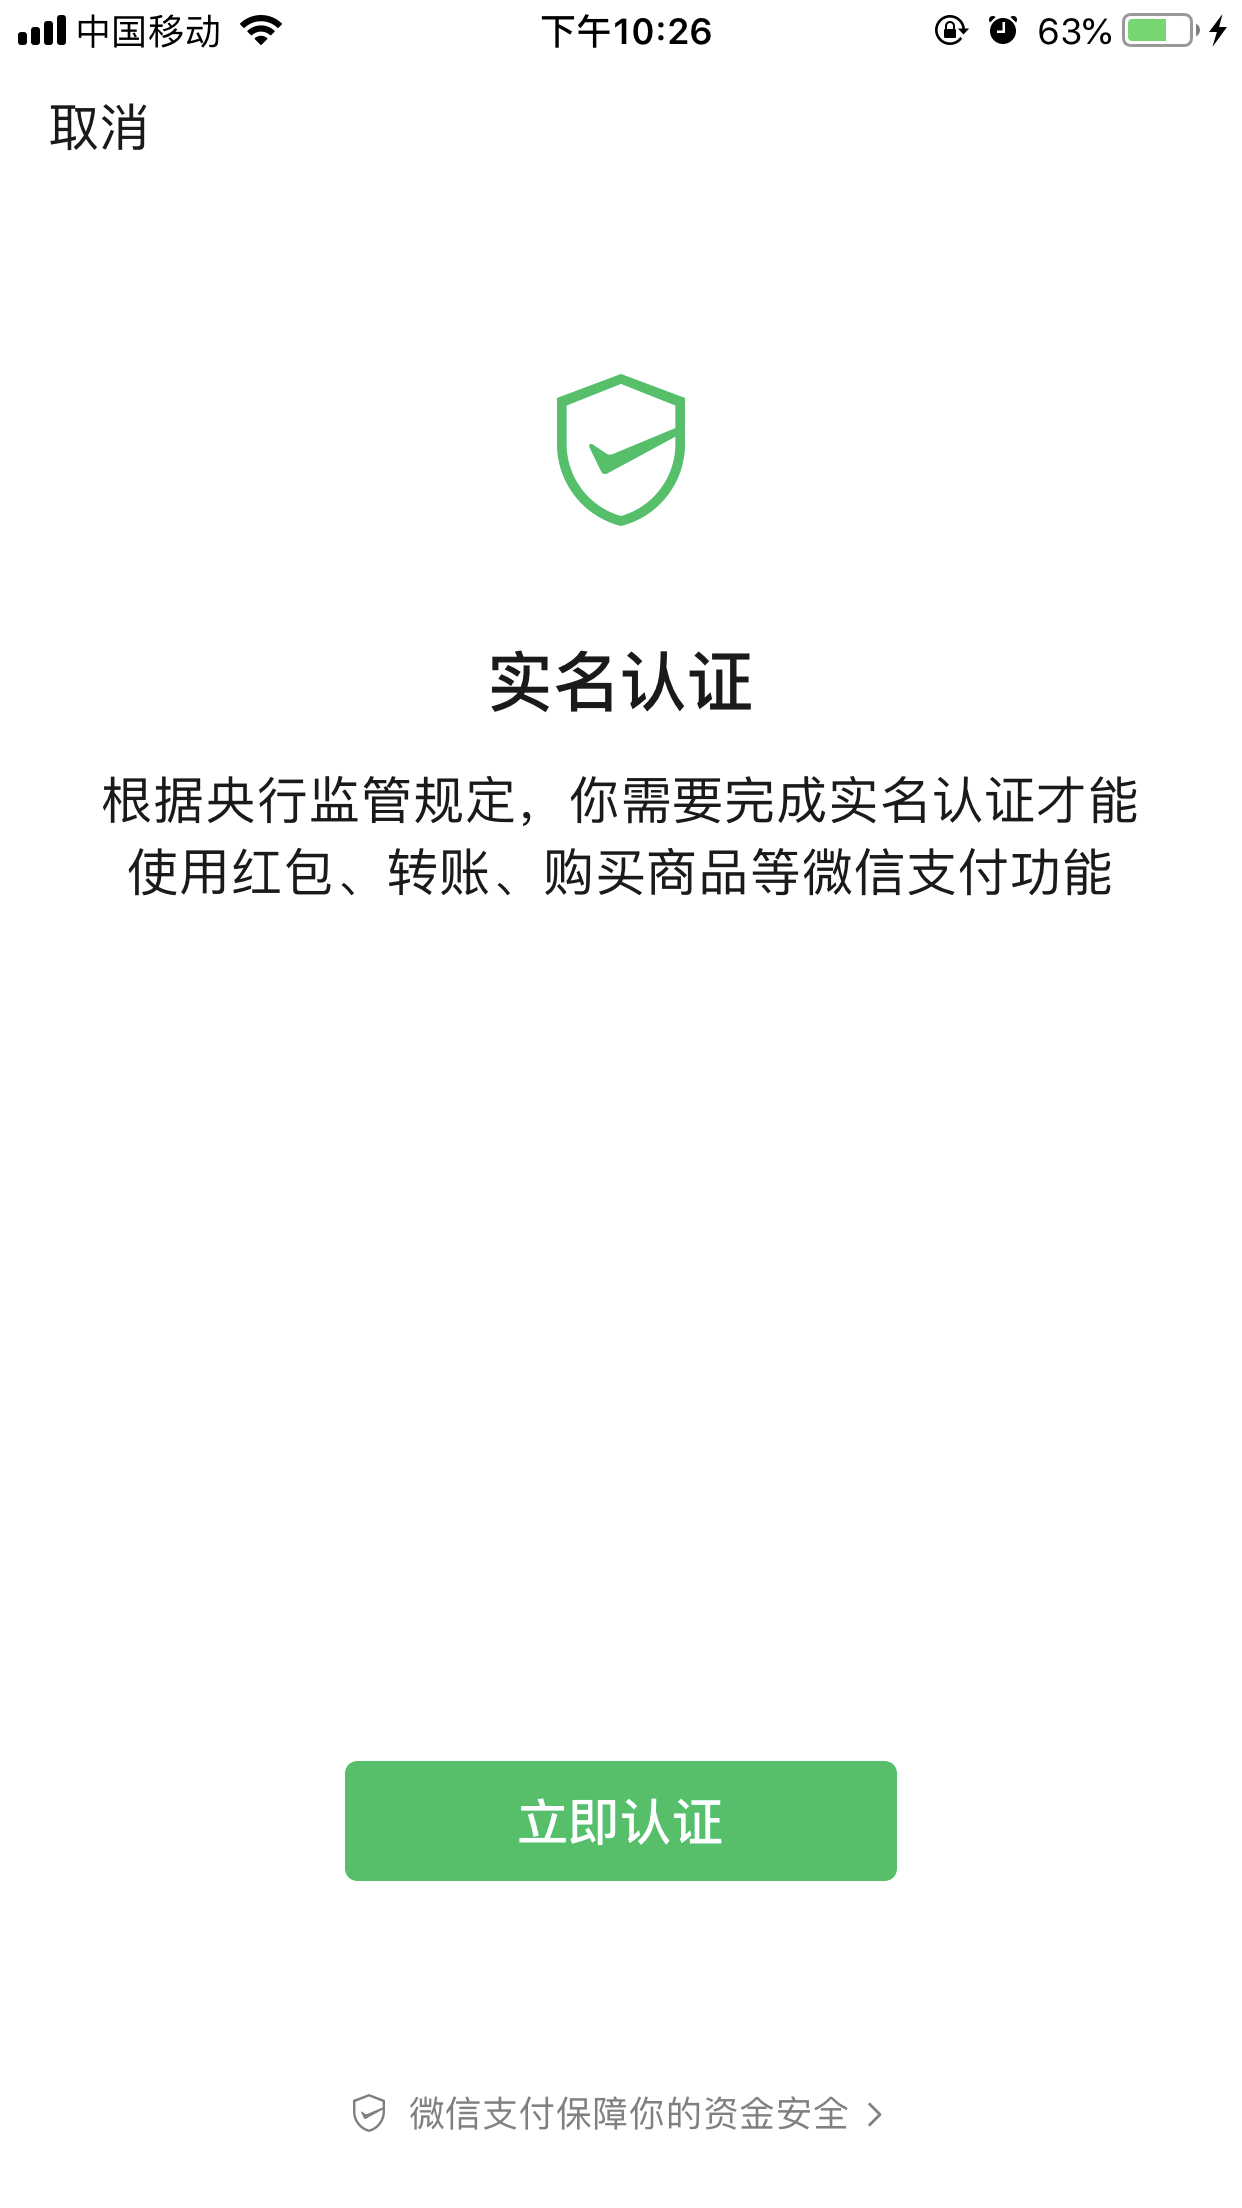 中国移动 下午10:26 63%
取消
实名认证
根据央行监管规定，你需要完成实名认证才能
使用红包、转账、购买商品等微信支付功能
立即认证
微信支付保障你的资金安全